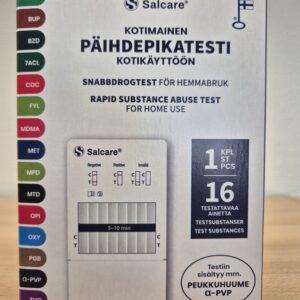 Salcare®
KOTIMAINEN
PÄIHDEPIKATESTI
KOTIKÄYTTÖÖN
SNABBDROGTEST FÖR HEMMABRUK
RAPID SUBSTANCE ABUSE TEST
FOR HOME USE
BUP
BZD
7ACL
COC
FYL
MDMA
MET
MPD
MTD
OPI
OXY
PGB
α-PVP
Salcare®
Negative
Positive
Invalid
C
T
C
T
5-10 min
1 KPL
ST
PCS
16
TESTATTAVAA
AINETTA
TESTSUBSTANSER
TEST SUBSTANCES
Testiin
sisältyy mm.
PEUKKUHUUME
α-PVP